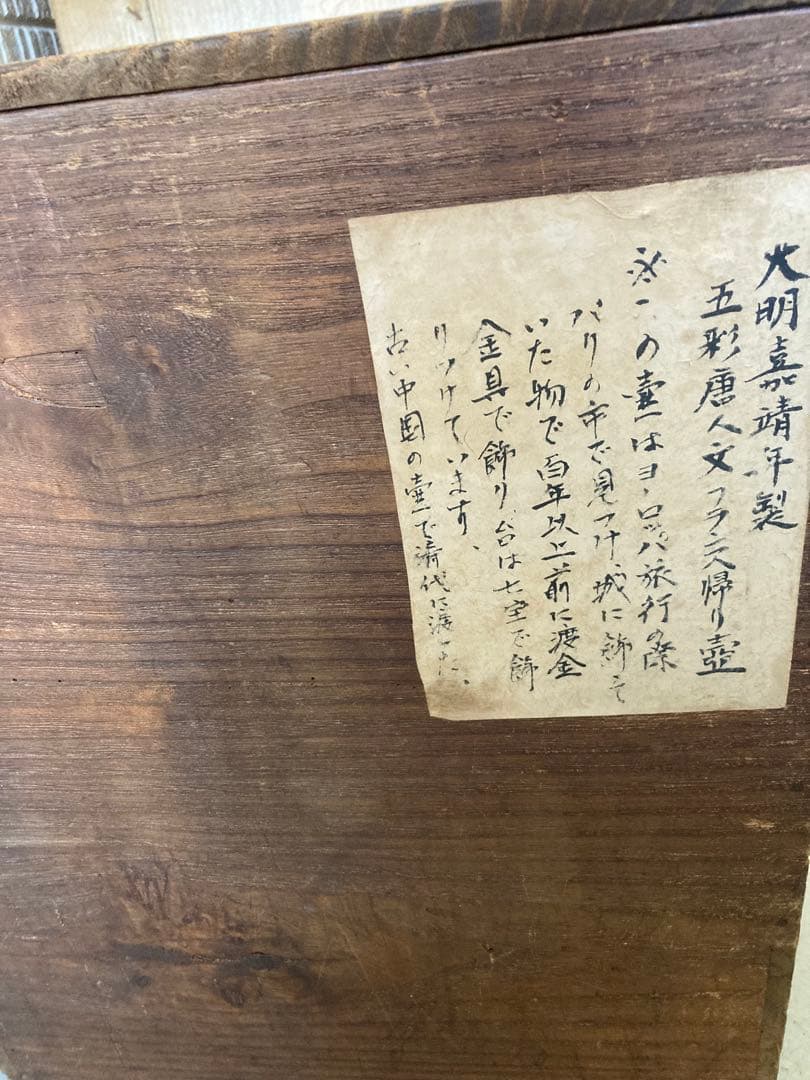 大明嘉靖年製
五彩唐人文フランス帰り壺
この壷はヨーロッパ旅行の際
パリの市で見つけ、城に飾って
いた物で百年以上前に渡金
金具で飾り、台は七宝で飾
りつけています、
古い中国の壷で清代に渡った、